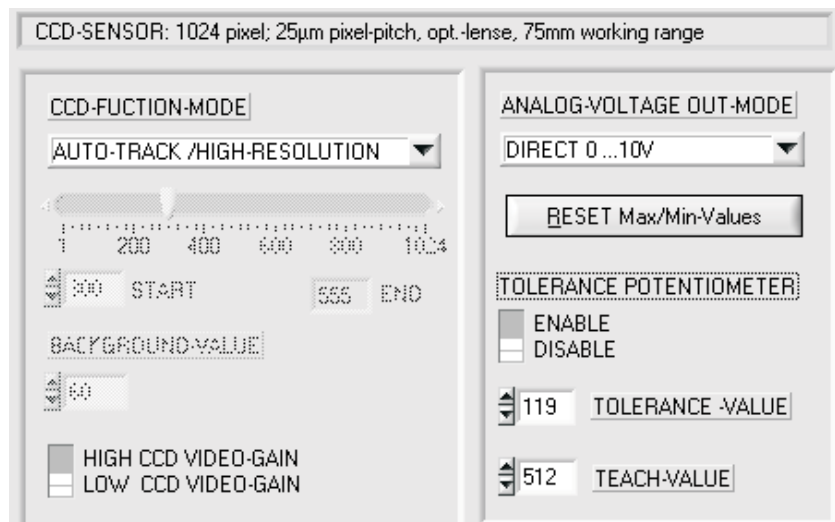 CCD-SENSOR: 1024 pixel; 25µm pixel-pitch, opt.-lense, 75mm working range
CCD-FUCTION-MODE
AUTO-TRACK /HIGH-RESOLUTION
1 200 400 600 800 1024
300 START 555 END
BACKGROUND-VALUE
60
HIGH CCD VIDEO-GAIN
LOW CCD VIDEO-GAIN
ANALOG-VOLTAGE OUT-MODE
DIRECT 0 ...10V
RESET Max/Min-Values
TOLERANCE POTENTIOMETER
ENABLE
DISABLE
119 TOLERANCE -VALUE
512 TEACH-VALUE